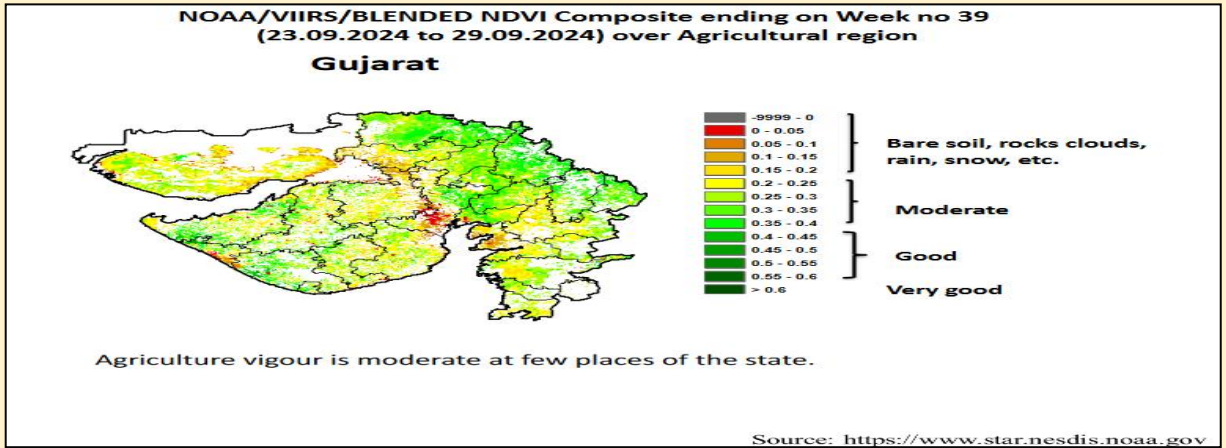 NOAA/VIIRS/BLENDED NDVI Composite ending on Week no 39
(23.09.2024 to 29.09.2024) over Agricultural region
Gujarat
-9999 - 0
0 - 0.05
0.05 - 0.1
0.1 - 0.15
0.15 - 0.2
0.2 - 0.25
0.25 - 0.3
0.3 - 0.35
0.35 - 0.4
0.4 - 0.45
0.45 - 0.5
0.5 - 0.55
0.55 - 0.6
> 0.6
Bare soil, rocks clouds,
rain, snow, etc.
Moderate
Good
Very good
Agriculture vigour is moderate at few places of the state.
Source: https://www.star.nesdis.noaa.gov